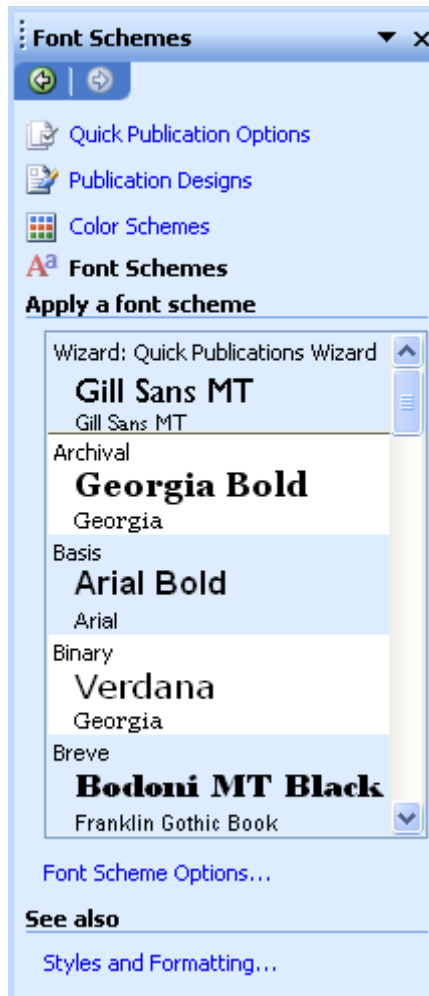 Font Schemes
Quick Publication Options
Publication Designs
Color Schemes
Aa Font Schemes
Apply a font scheme
Wizard: Quick Publications Wizard
Gill Sans MT
Gill Sans MT
Archival
Georgia Bold
Georgia
Basis
Arial Bold
Arial
Binary
Verdana
Georgia
Breve
Bodoni MT Black
Franklin Gothic Book
Font Scheme Options...
See also
Styles and Formatting...